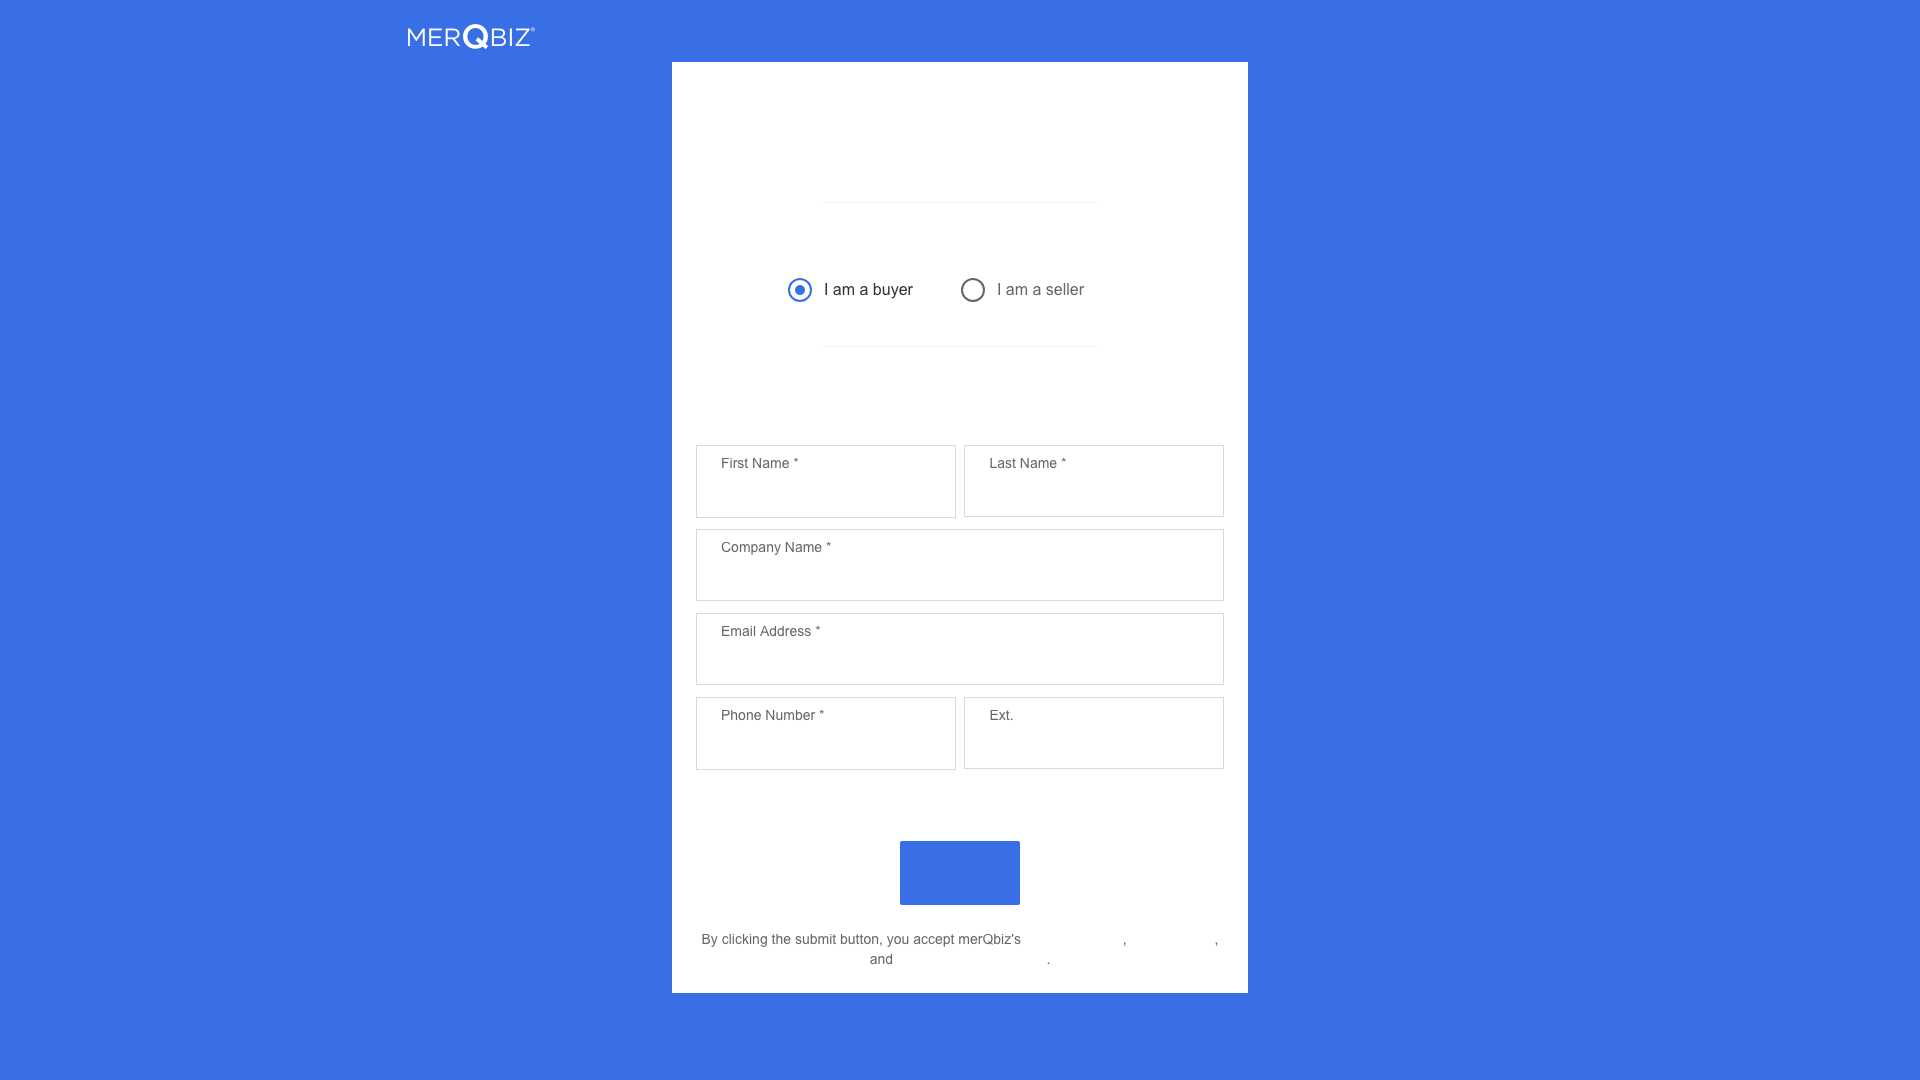 MERQBIZ®
I am a buyer
I am a seller
First Name *
Last Name *
Company Name *
Email Address *
Phone Number *
Ext.
By clicking the submit button, you accept merQbiz's , ,
and .